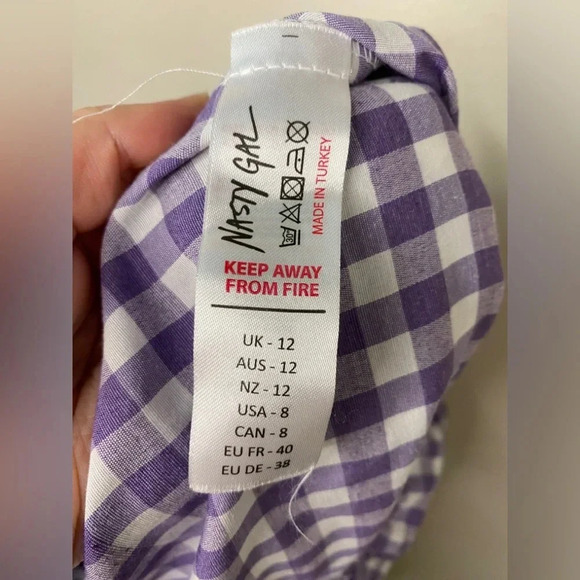 NASTY GAL
30°
MADE IN TURKEY
KEEP AWAY
FROM FIRE
UK - 12
AUS - 12
NZ - 12
USA - 8
CAN - 8
EU FR - 40
EU DE - 38